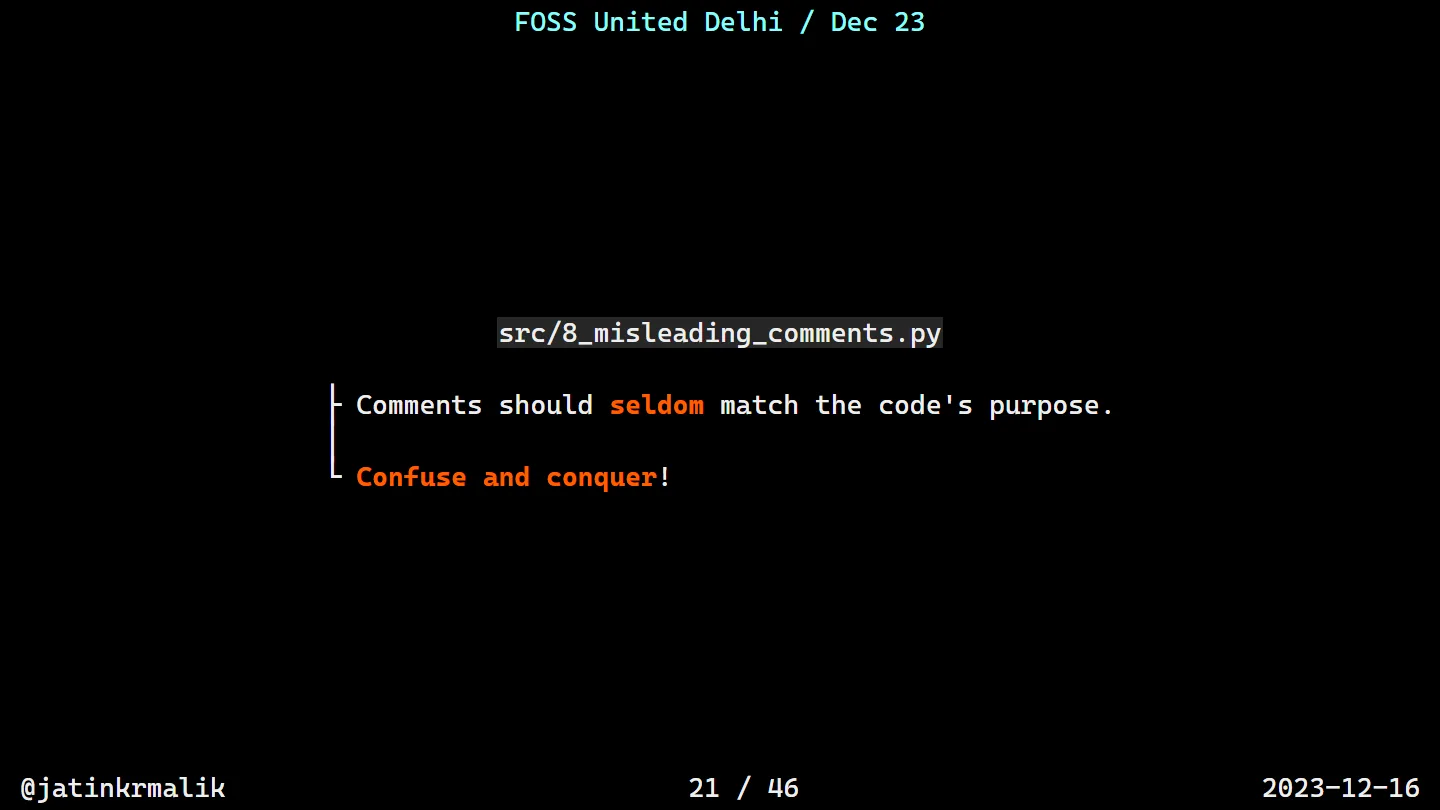 FOSS United Delhi / Dec 23
src/8_misleading_comments.py
├ Comments should seldom match the code's purpose.
│
└ Confuse and conquer!
@jatinkrmalik 21 / 46 2023-12-16